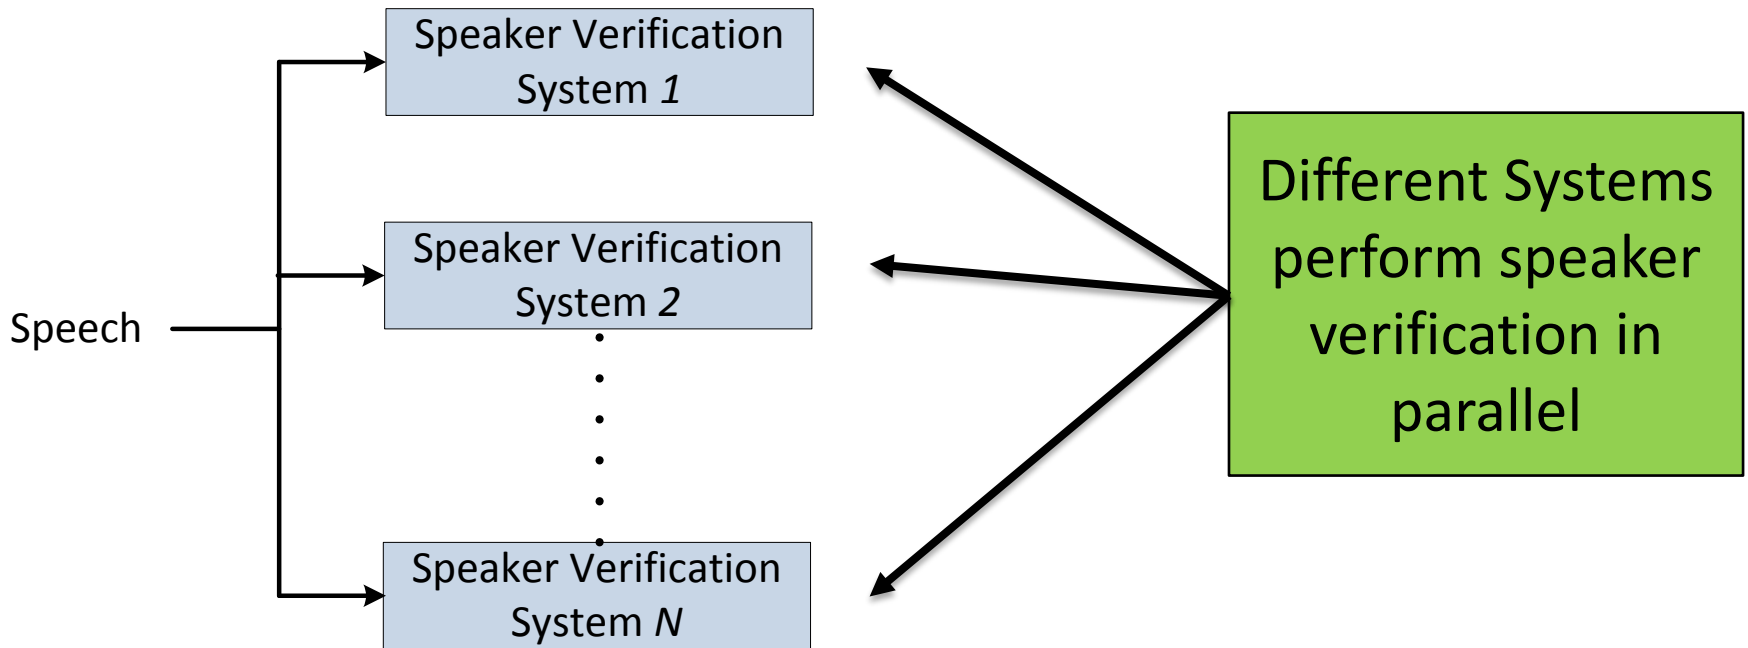 Speaker Verification
System 1
Speaker Verification
System 2
Speech
Speaker Verification
System N
Different Systems
perform speaker
verification in
parallel